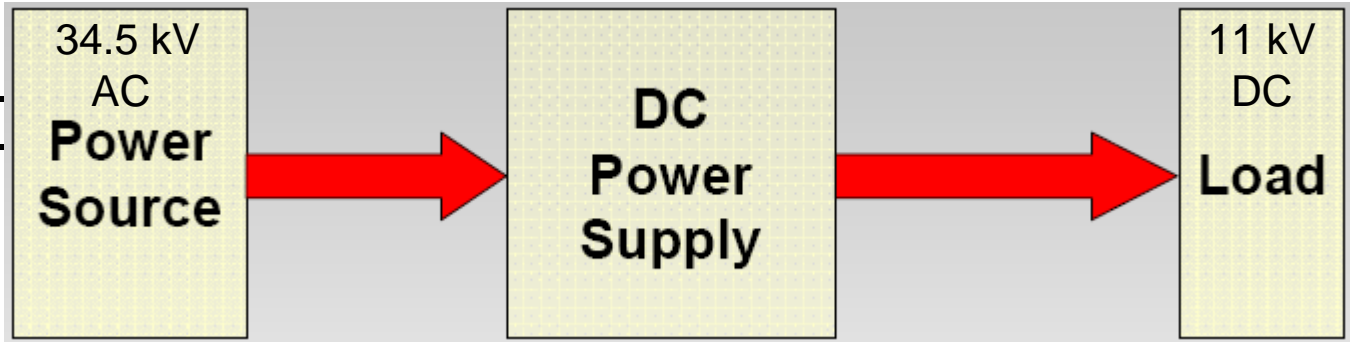 34.5 kV
AC
Power
Source
DC
Power
Supply
11 kV
DC
Load